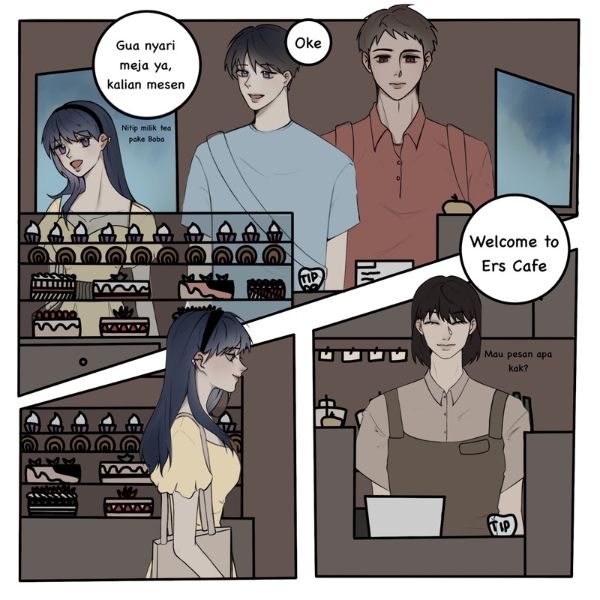 Gua nyari
meja ya,
kalian mesen
Oke
Nitip milik tea
pake Boba
TIP
Welcome to
Ers Cafe
Mau pesan apa
kak?
TIP